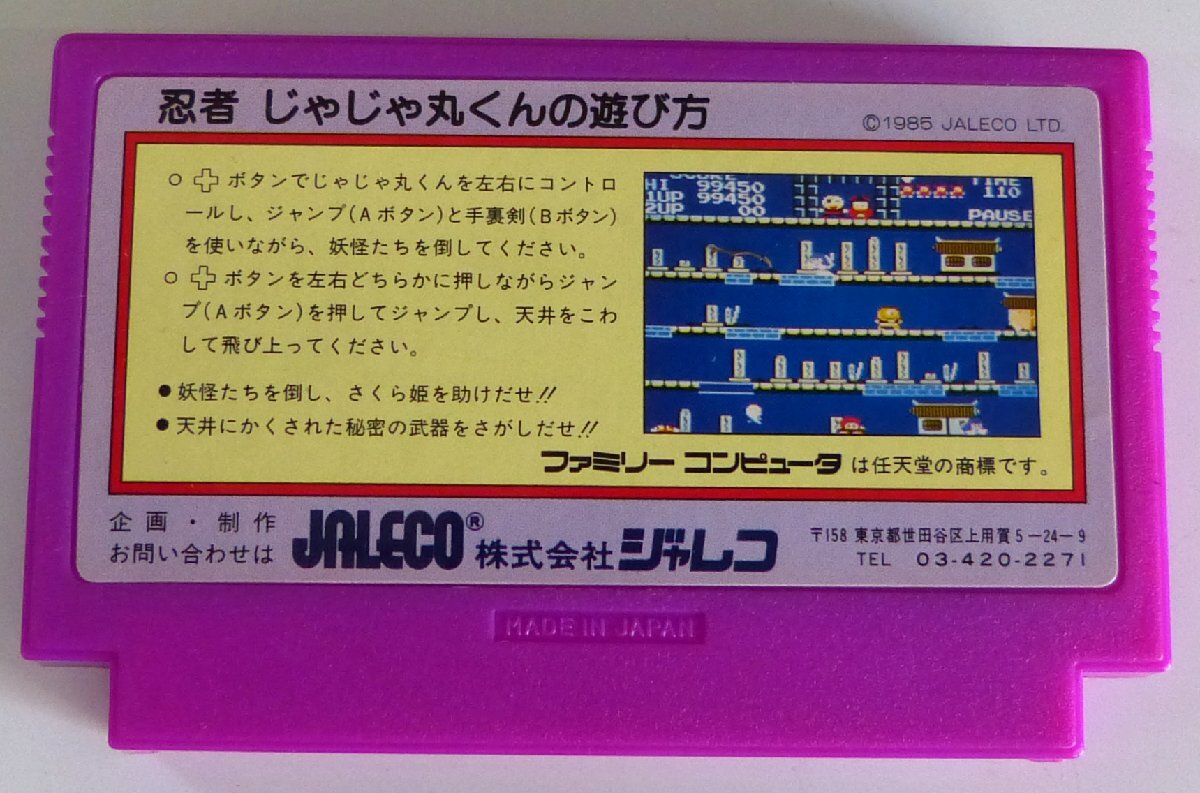 忍者 じゃじゃ丸くんの遊び方
©1985 JALECO LTD.
○ ボタンでじゃじゃ丸くんを左右にコントロ
ールし、ジャンプ(Aボタン)と手裏剣(Bボタン)
を使いながら、妖怪たちを倒してください。
○ ボタンを左右どちらかに押しながらジャン
プ(Aボタン)を押してジャンプし、天井をこわ
して飛び上ってください。
●妖怪たちを倒し、さくら姫を助けだせ!!
●天井にかくされた秘密の武器をさがしだせ!!
SCORE
HI 99450
1UP 99450
2UP 00
TIME
110
PAUSE
ファミリー コンピュータ は任天堂の商標です。
企画・制作
お問い合わせは
JALECO® 株式会社ジャレコ
〒158 東京都世田谷区上用賀5-24-9
TEL 03-420-2271
MADE IN JAPAN